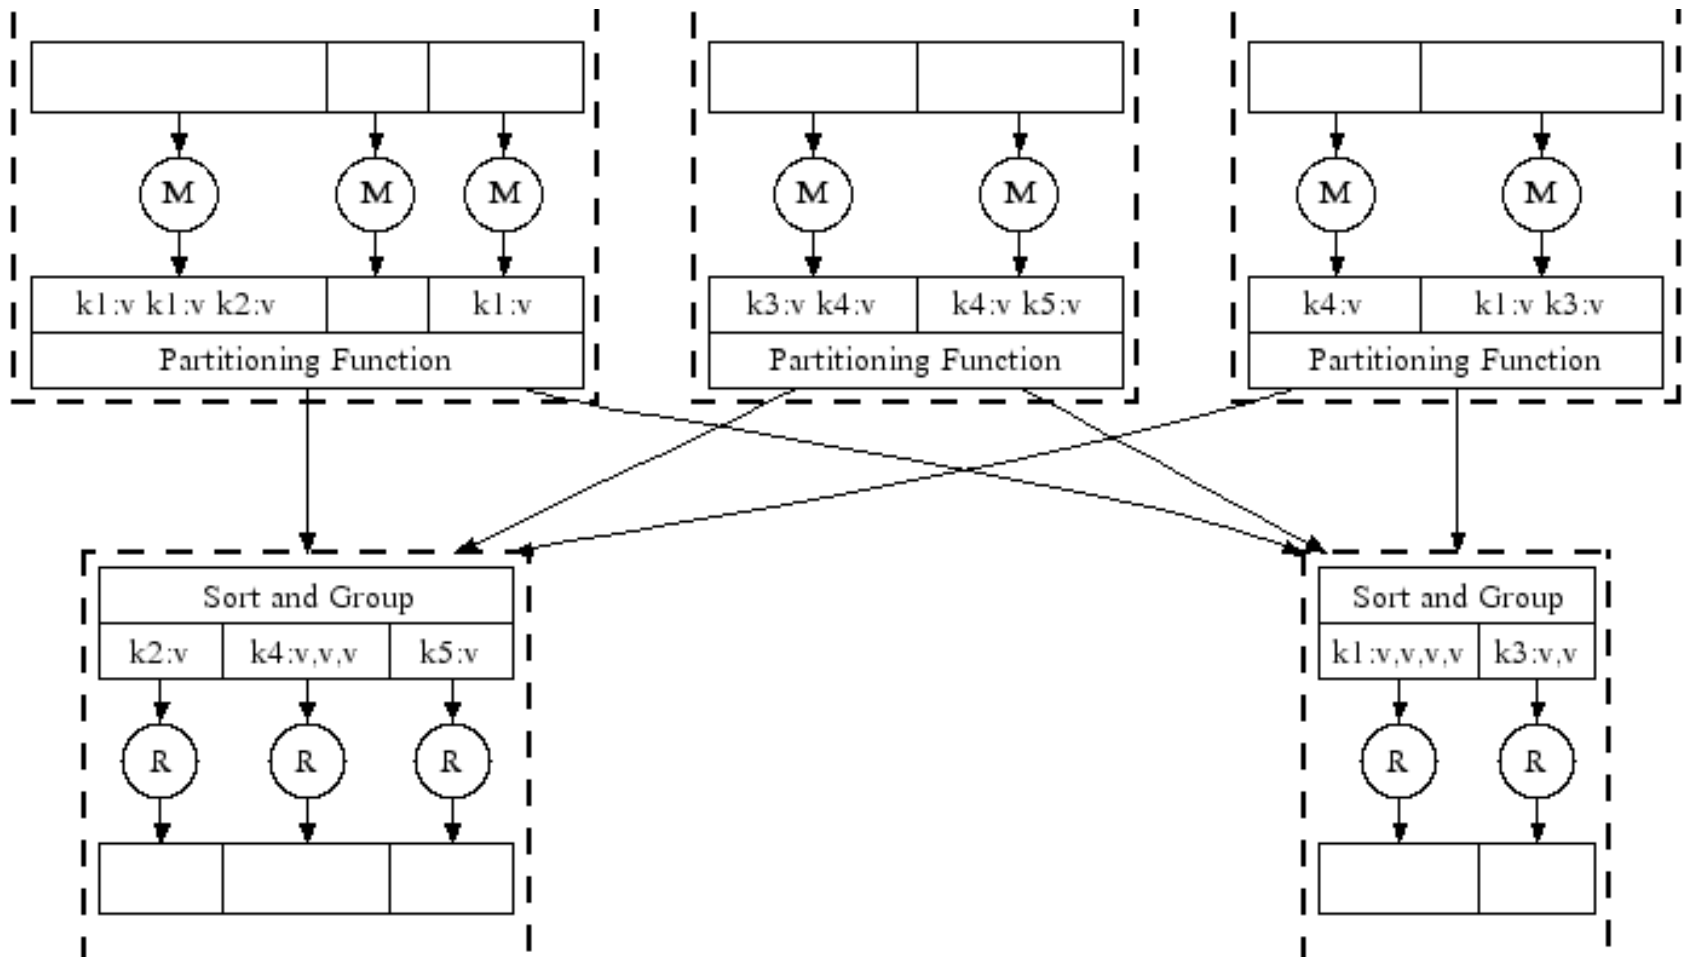 M M M M M M M
k1:v k1:v k2:v k1:v k3:v k4:v k4:v k5:v k4:v k1:v k3:v
Partitioning Function Partitioning Function Partitioning Function
Sort and Group Sort and Group
k2:v k4:v,v,v k5:v k1:v,v,v,v k3:v,v
R R R R R